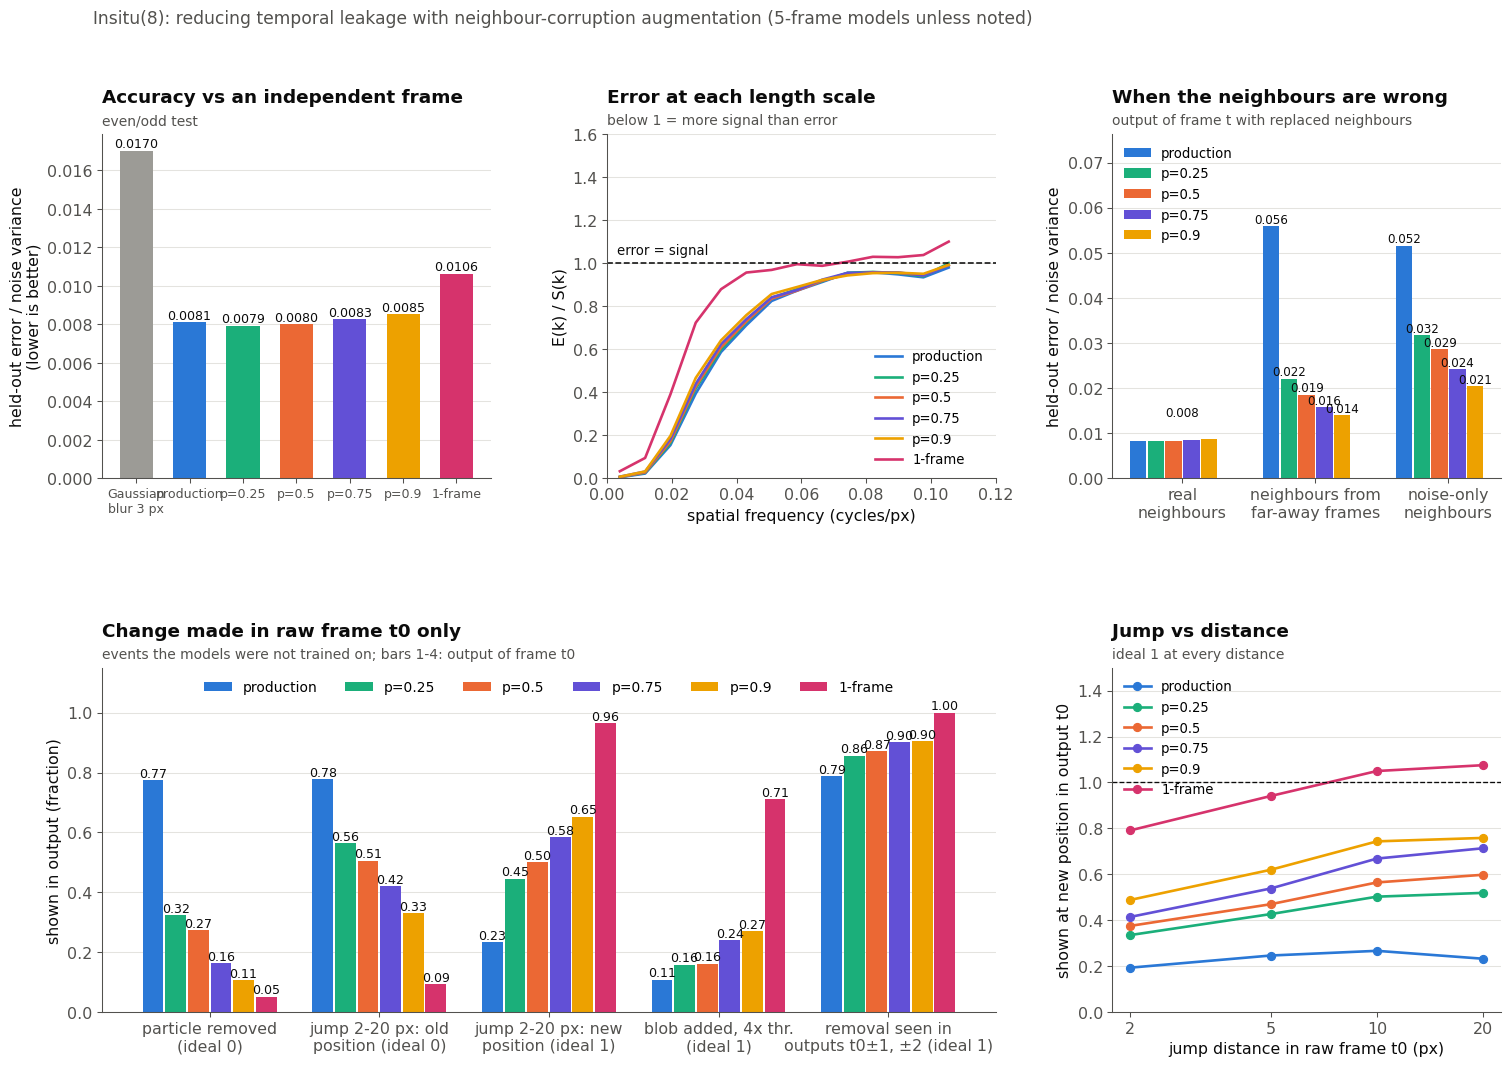 Insitu(8): reducing temporal leakage with neighbour-corruption augmentation (5-frame models unless noted)
Accuracy vs an independent frame
even/odd test
held-out error / noise variance
(lower is better)
0.016
0.014
0.012
0.010
0.008
0.006
0.004
0.002
0.000
0.0170
0.0081
0.0079
0.0080
0.0083
0.0085
0.0106
Gaussian
blur 3 px
production
p=0.25
p=0.5
p=0.75
p=0.9
1-frame
Error at each length scale
below 1 = more signal than error
E(k) / S(k)
1.6
1.4
1.2
1.0
0.8
0.6
0.4
0.2
0.0
error = signal
production
p=0.25
p=0.5
p=0.75
p=0.9
1-frame
0.00 0.02 0.04 0.06 0.08 0.10 0.12
spatial frequency (cycles/px)
When the neighbours are wrong
output of frame t with replaced neighbours
held-out error / noise variance
0.07
0.06
0.05
0.04
0.03
0.02
0.01
0.00
production
p=0.25
p=0.5
p=0.75
p=0.9
0.008
0.056
0.022
0.019
0.016
0.014
0.052
0.032
0.029
0.024
0.021
real
neighbours
neighbours from
far-away frames
noise-only
neighbours
Change made in raw frame t0 only
events the models were not trained on; bars 1-4: output of frame t0
shown in output (fraction)
1.0
0.8
0.6
0.4
0.2
0.0
production p=0.25 p=0.5 p=0.75 p=0.9 1-frame
0.77
0.32
0.27
0.16
0.11
0.05
0.78
0.56
0.51
0.42
0.33
0.09
0.23
0.45
0.50
0.58
0.65
0.96
0.11
0.16
0.16
0.24
0.27
0.71
0.79
0.86
0.87
0.90
0.90
1.00
particle removed
(ideal 0)
jump 2-20 px: old
position (ideal 0)
jump 2-20 px: new
position (ideal 1)
blob added, 4x thr.
(ideal 1)
removal seen in
outputs t0±1, ±2 (ideal 1)
Jump vs distance
ideal 1 at every distance
shown at new position in output t0
1.4
1.2
1.0
0.8
0.6
0.4
0.2
0.0
production
p=0.25
p=0.5
p=0.75
p=0.9
1-frame
2 5 10 20
jump distance in raw frame t0 (px)